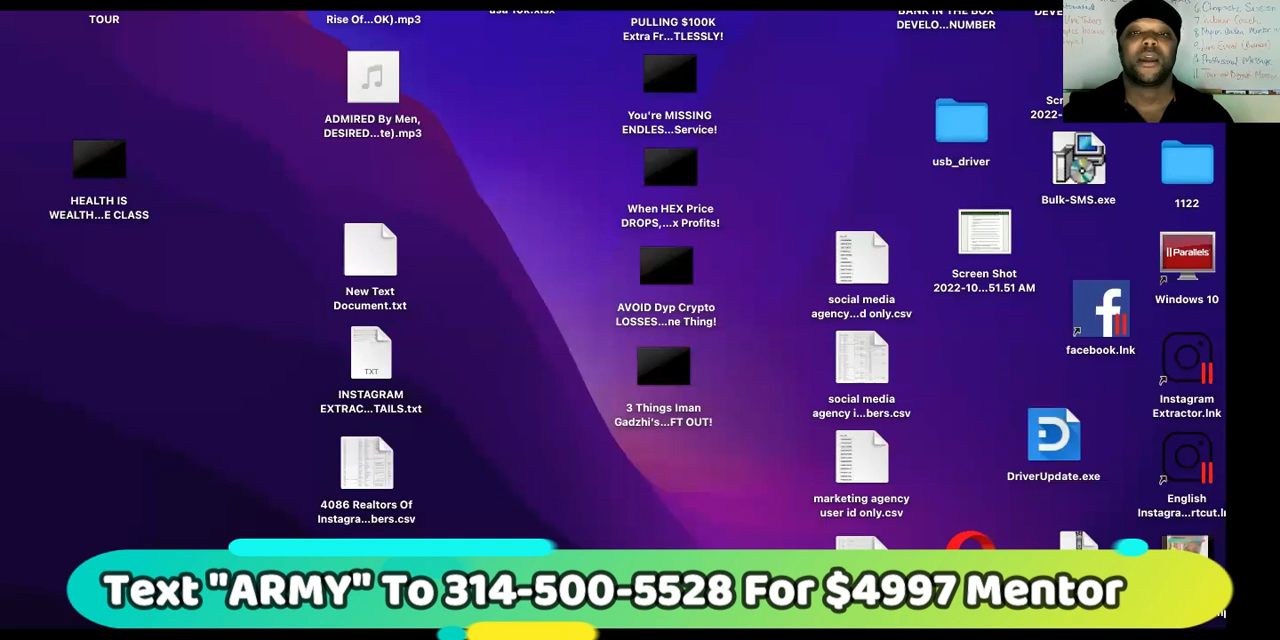 TOUR
Rise Of...OK).mp3
PULLING $100K
Extra Fr...TLESSLY!
BANK IN THE BOX
DEVELO...NUMBER
ADMIRED By Men,
DESIRED...te).mp3
You're MISSING
ENDLES...Service!
usb_driver
2022-10
Bulk-SMS.exe
1122
HEALTH IS
WEALTH...E CLASS
When HEX Price
DROPS,...x Profits!
New Text
Document.txt
AVOID Dyp Crypto
LOSSES...ne Thing!
social media
agency...d only.csv
Screen Shot
2022-10...51.51 AM
Parallels
Windows 10
facebook.lnk
TXT
INSTAGRAM
EXTRAC...TAILS.txt
3 Things Iman
Gadzhi's...FT OUT!
social media
agency i...bers.csv
Instagram
Extractor.lnk
4086 Realtors Of
Instagra...bers.csv
marketing agency
user id only.csv
DriverUpdate.exe
English
Instagra...rtcut.
Text "ARMY" To 314-500-5528 For $4997 Mentor